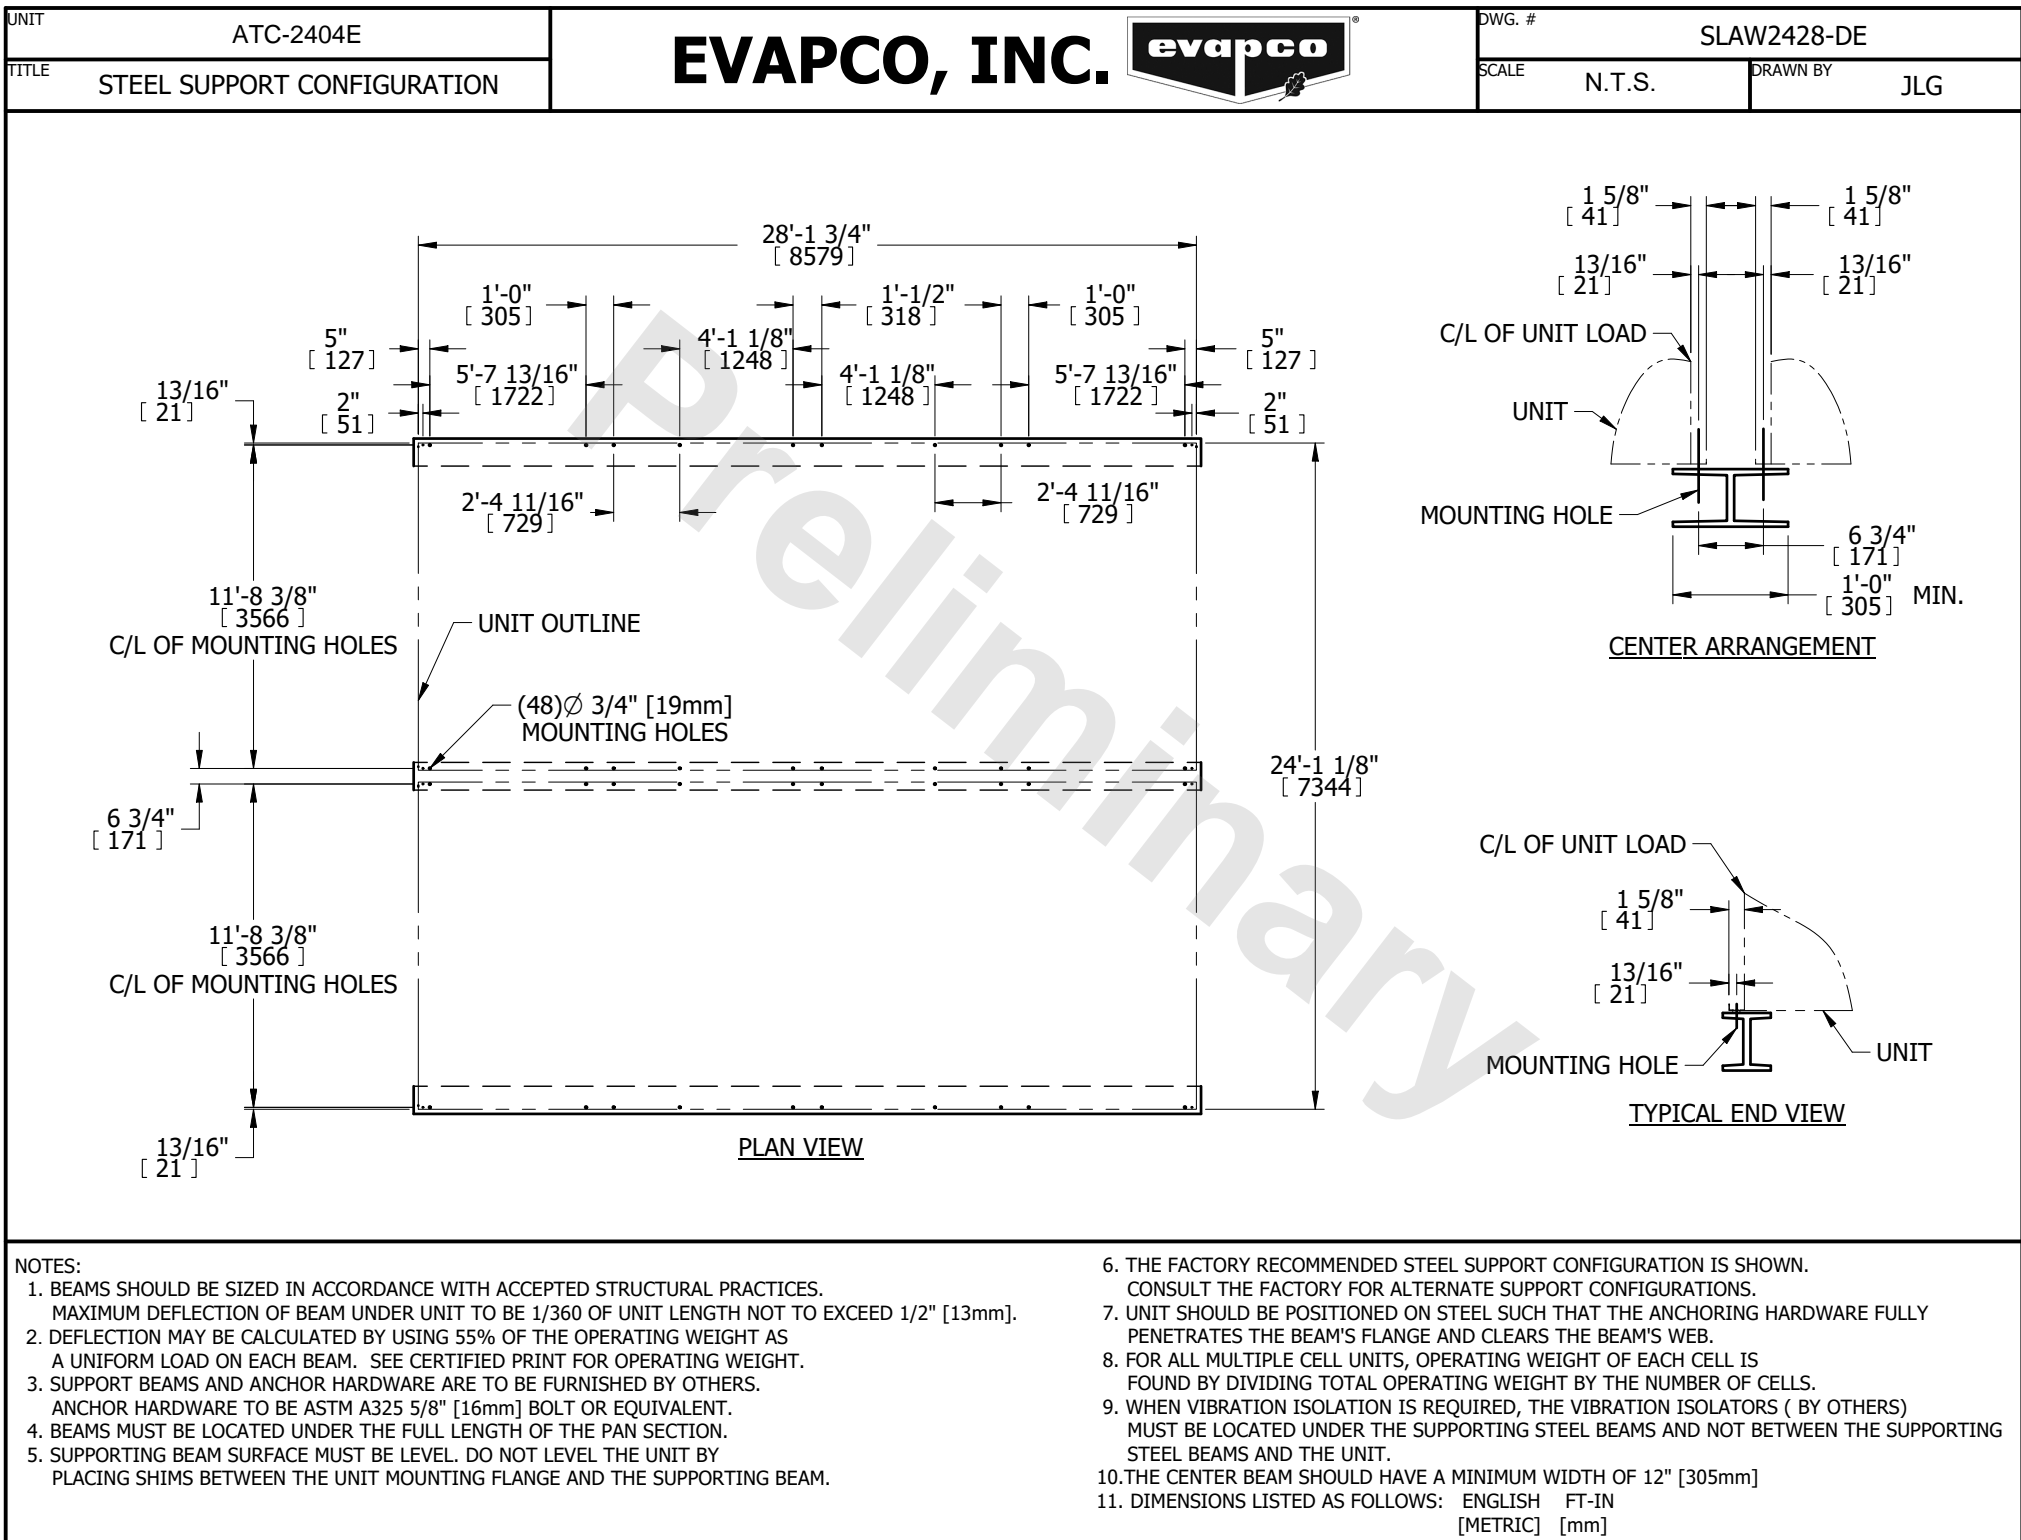 UNIT
ATC-2404E
TITLE
STEEL SUPPORT CONFIGURATION
EVAPCO, INC.
evapco
®
DWG. #
SLAW2428-DE
SCALE
N.T.S.
DRAWN BY
JLG
28'-1 3/4"
[ 8579 ]
1'-0"
[ 305 ]
1'-1/2"
[ 318 ]
1'-0"
[ 305 ]
5"
[ 127 ]
4'-1 1/8"
[ 1248 ]
5"
[ 127 ]
5'-7 13/16"
[ 1722 ]
4'-1 1/8"
[ 1248 ]
5'-7 13/16"
[ 1722 ]
13/16"
[ 21 ]
2"
[ 51 ]
2"
[ 51 ]
2'-4 11/16"
[ 729 ]
2'-4 11/16"
[ 729 ]
11'-8 3/8"
[ 3566 ]
C/L OF MOUNTING HOLES
UNIT OUTLINE
(48)Ø 3/4" [19mm]
MOUNTING HOLES
6 3/4"
[ 171 ]
24'-1 1/8"
[ 7344 ]
11'-8 3/8"
[ 3566 ]
C/L OF MOUNTING HOLES
13/16"
[ 21 ]
PLAN VIEW
Preliminary
1 5/8"
[ 41 ]
1 5/8"
[ 41 ]
13/16"
[ 21 ]
13/16"
[ 21 ]
C/L OF UNIT LOAD
UNIT
MOUNTING HOLE
6 3/4"
[ 171 ]
1'-0"
[ 305 ] MIN.
CENTER ARRANGEMENT
C/L OF UNIT LOAD
1 5/8"
[ 41 ]
13/16"
[ 21 ]
MOUNTING HOLE
UNIT
TYPICAL END VIEW
NOTES:
1. BEAMS SHOULD BE SIZED IN ACCORDANCE WITH ACCEPTED STRUCTURAL PRACTICES.
MAXIMUM DEFLECTION OF BEAM UNDER UNIT TO BE 1/360 OF UNIT LENGTH NOT TO EXCEED 1/2" [13mm].
2. DEFLECTION MAY BE CALCULATED BY USING 55% OF THE OPERATING WEIGHT AS
A UNIFORM LOAD ON EACH BEAM. SEE CERTIFIED PRINT FOR OPERATING WEIGHT.
3. SUPPORT BEAMS AND ANCHOR HARDWARE ARE TO BE FURNISHED BY OTHERS.
ANCHOR HARDWARE TO BE ASTM A325 5/8" [16mm] BOLT OR EQUIVALENT.
4. BEAMS MUST BE LOCATED UNDER THE FULL LENGTH OF THE PAN SECTION.
5. SUPPORTING BEAM SURFACE MUST BE LEVEL. DO NOT LEVEL THE UNIT BY
PLACING SHIMS BETWEEN THE UNIT MOUNTING FLANGE AND THE SUPPORTING BEAM.
6. THE FACTORY RECOMMENDED STEEL SUPPORT CONFIGURATION IS SHOWN.
CONSULT THE FACTORY FOR ALTERNATE SUPPORT CONFIGURATIONS.
7. UNIT SHOULD BE POSITIONED ON STEEL SUCH THAT THE ANCHORING HARDWARE FULLY
PENETRATES THE BEAM'S FLANGE AND CLEARS THE BEAM'S WEB.
8. FOR ALL MULTIPLE CELL UNITS, OPERATING WEIGHT OF EACH CELL IS
FOUND BY DIVIDING TOTAL OPERATING WEIGHT BY THE NUMBER OF CELLS.
9. WHEN VIBRATION ISOLATION IS REQUIRED, THE VIBRATION ISOLATORS ( BY OTHERS)
MUST BE LOCATED UNDER THE SUPPORTING STEEL BEAMS AND NOT BETWEEN THE SUPPORTING
STEEL BEAMS AND THE UNIT.
10.THE CENTER BEAM SHOULD HAVE A MINIMUM WIDTH OF 12" [305mm]
11. DIMENSIONS LISTED AS FOLLOWS: ENGLISH FT-IN
[METRIC] [mm]